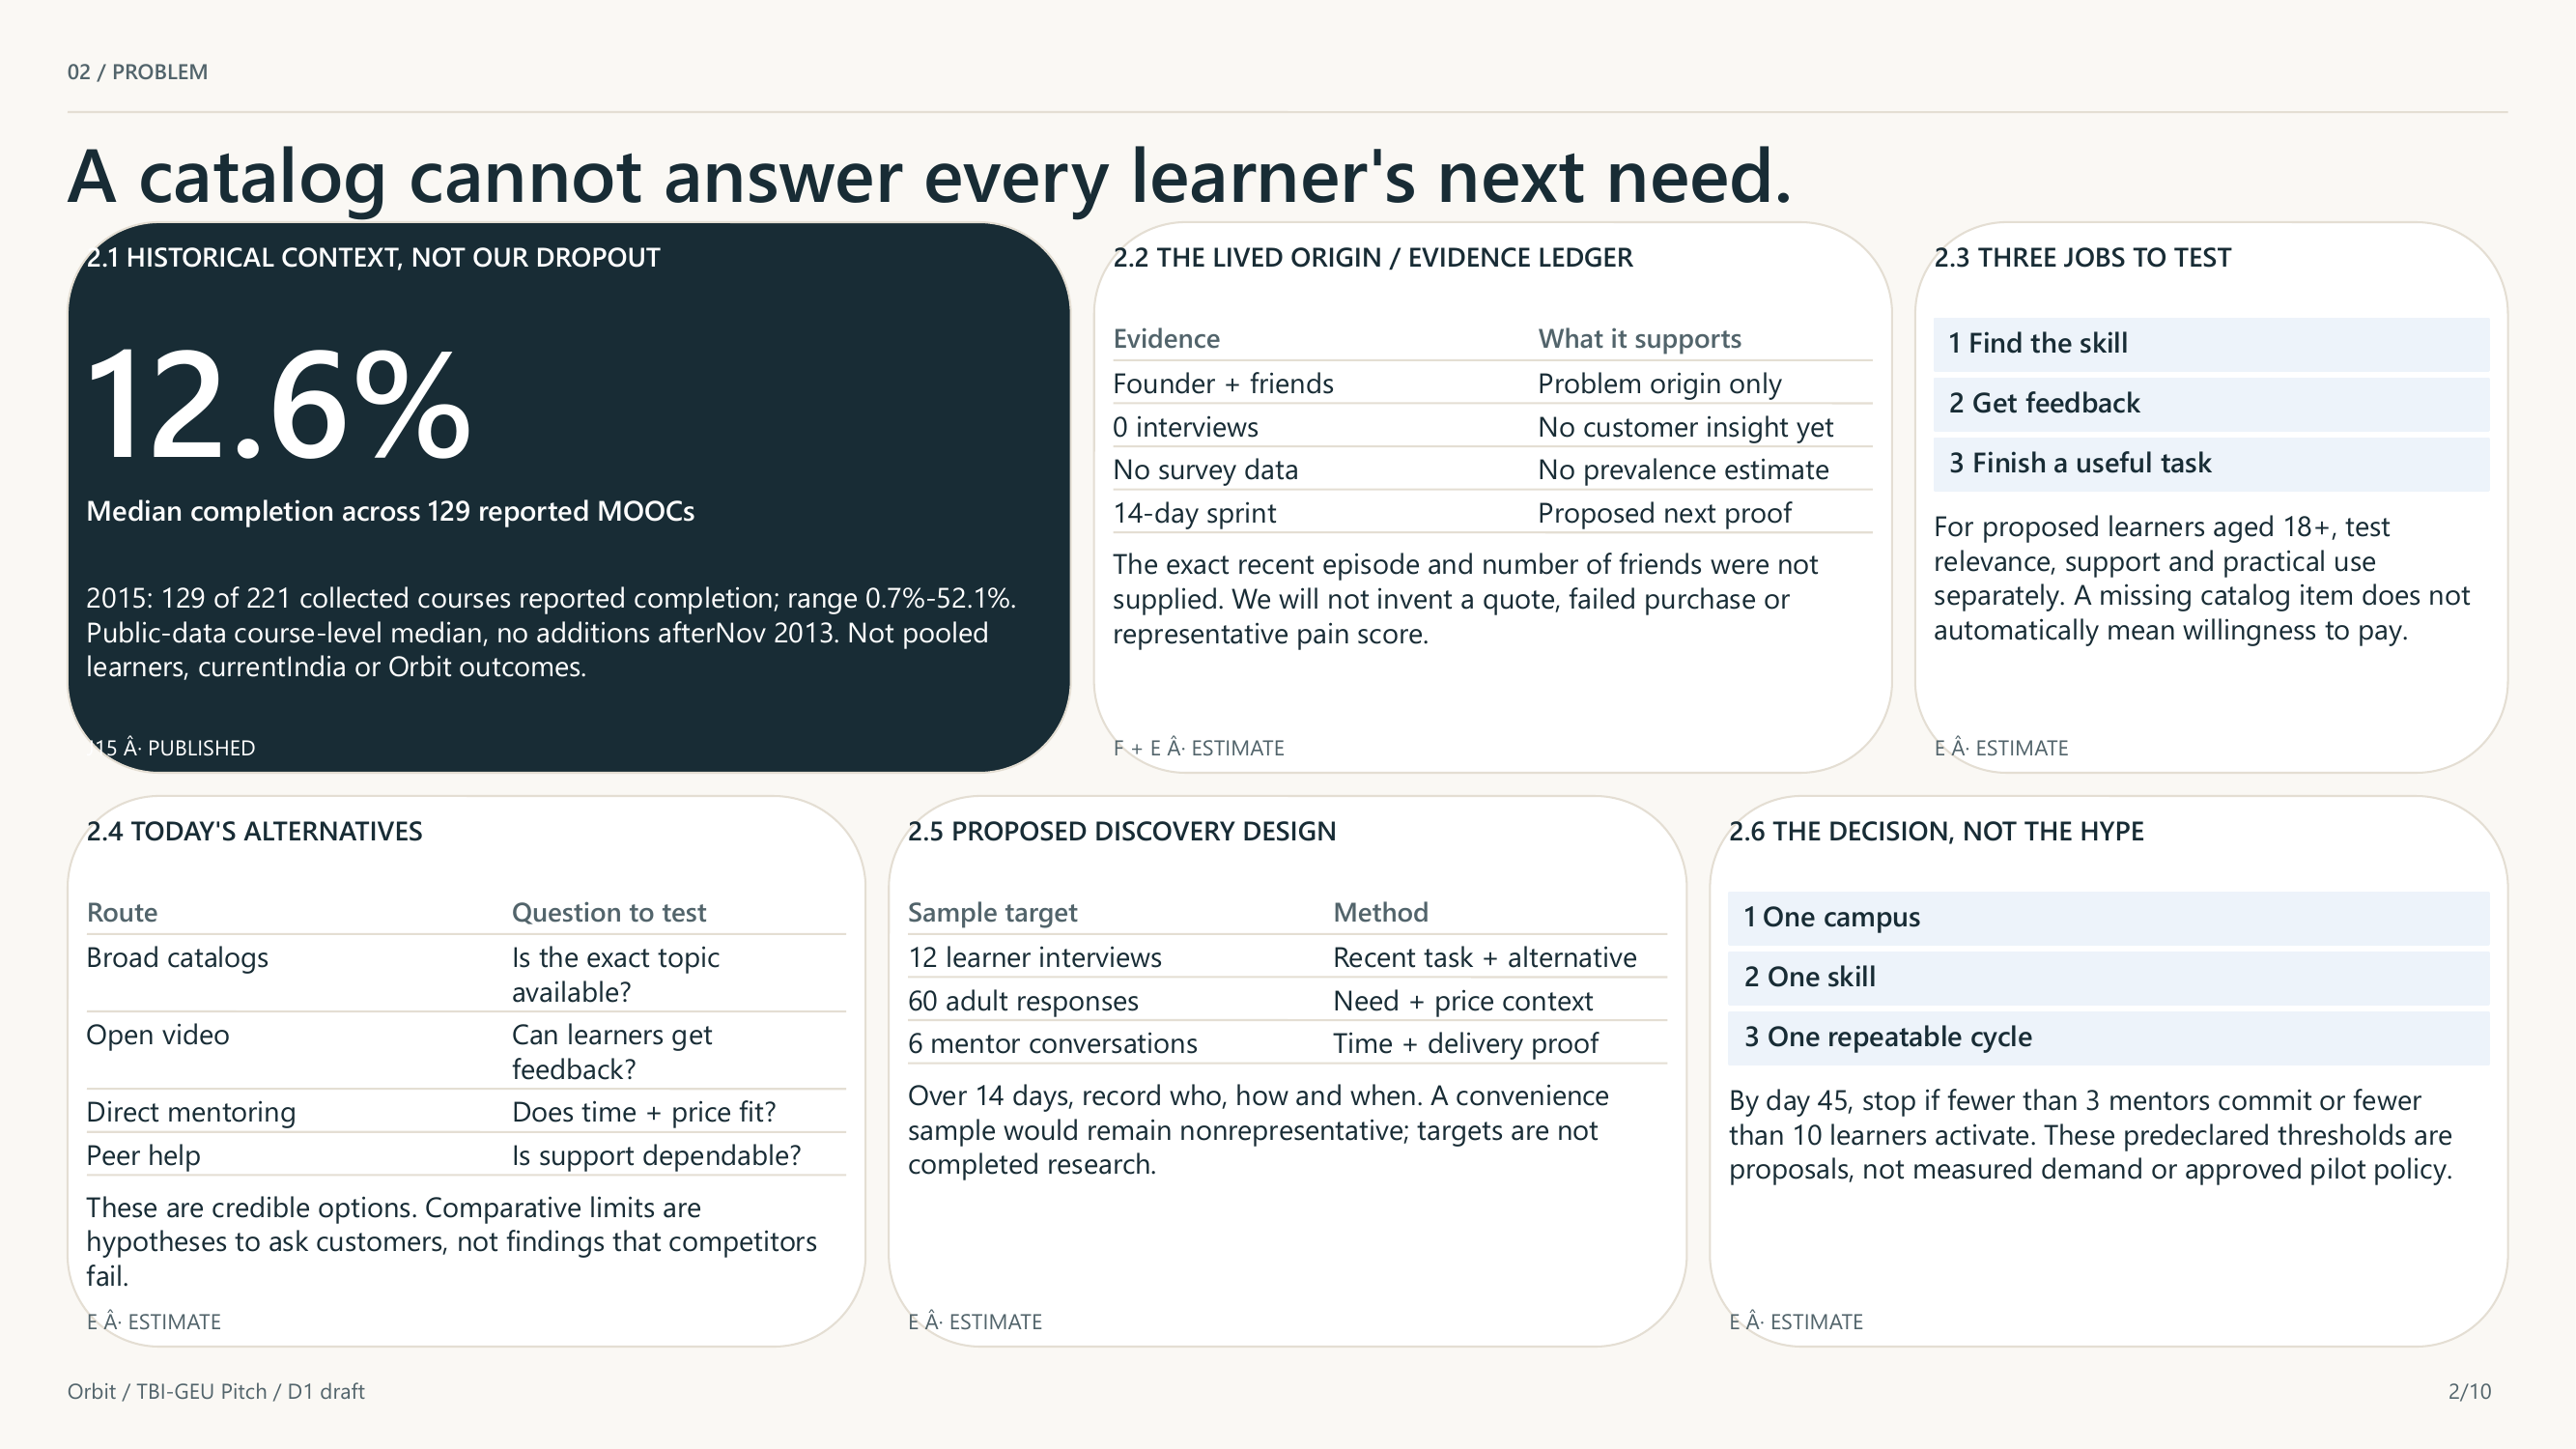 02 / PROBLEM
A catalog cannot answer every learner's next need.
2.1 HISTORICAL CONTEXT, NOT OUR DROPOUT
12.6%
Median completion across 129 reported MOOCs
2015: 129 of 221 collected courses reported completion; range 0.7%-52.1%.
Public-data course-level median, no additions afterNov 2013. Not pooled
learners, currentIndia or Orbit outcomes.
15 Â· PUBLISHED
2.2 THE LIVED ORIGIN / EVIDENCE LEDGER
Evidence What it supports
Founder + friends Problem origin only
0 interviews No customer insight yet
No survey data No prevalence estimate
14-day sprint Proposed next proof
The exact recent episode and number of friends were not
supplied. We will not invent a quote, failed purchase or
representative pain score.
F + E Â· ESTIMATE
2.3 THREE JOBS TO TEST
1 Find the skill
2 Get feedback
3 Finish a useful task
For proposed learners aged 18+, test
relevance, support and practical use
separately. A missing catalog item does not
automatically mean willingness to pay.
E Â· ESTIMATE
2.4 TODAY'S ALTERNATIVES
Route Question to test
Broad catalogs Is the exact topic
available?
Open video Can learners get
feedback?
Direct mentoring Does time + price fit?
Peer help Is support dependable?
These are credible options. Comparative limits are
hypotheses to ask customers, not findings that competitors
fail.
E Â· ESTIMATE
2.5 PROPOSED DISCOVERY DESIGN
Sample target Method
12 learner interviews Recent task + alternative
60 adult responses Need + price context
6 mentor conversations Time + delivery proof
Over 14 days, record who, how and when. A convenience
sample would remain nonrepresentative; targets are not
completed research.
E Â· ESTIMATE
2.6 THE DECISION, NOT THE HYPE
1 One campus
2 One skill
3 One repeatable cycle
By day 45, stop if fewer than 3 mentors commit or fewer
than 10 learners activate. These predeclared thresholds are
proposals, not measured demand or approved pilot policy.
E Â· ESTIMATE
Orbit / TBI-GEU Pitch / D1 draft
2/10